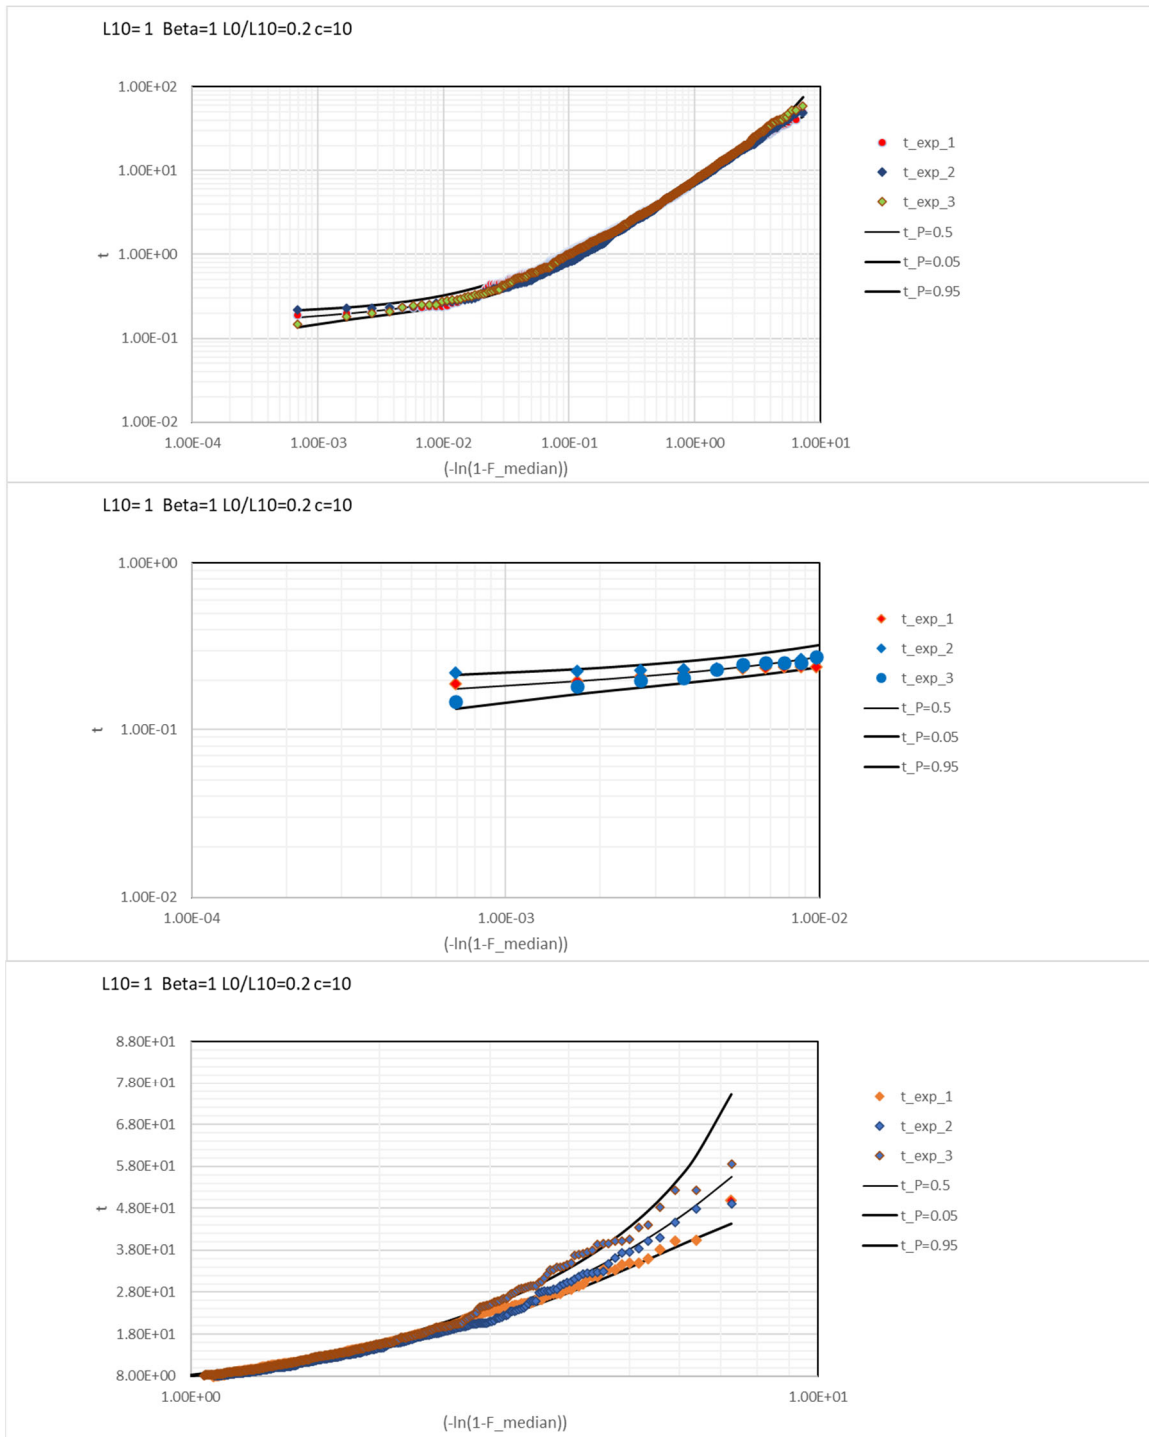 L10= 1 Beta=1 L0/L10=0.2 c=10
1.00E+02
1.00E+01
1.00E+00
1.00E-01
1.00E-02
t
1.00E-04
1.00E-03
1.00E-02
1.00E-01
1.00E+00
1.00E+01
(-ln(1-F_median))
t_exp_1
t_exp_2
t_exp_3
t_P=0.5
t_P=0.05
t_P=0.95
L10= 1 Beta=1 L0/L10=0.2 c=10
1.00E+00
1.00E-01
1.00E-02
t
1.00E-04
1.00E-03
1.00E-02
(-ln(1-F_median))
t_exp_1
t_exp_2
t_exp_3
t_P=0.5
t_P=0.05
t_P=0.95
L10= 1 Beta=1 L0/L10=0.2 c=10
8.80E+01
7.80E+01
6.80E+01
5.80E+01
4.80E+01
3.80E+01
2.80E+01
1.80E+01
8.00E+00
t
1.00E+00
1.00E+01
(-ln(1-F_median))
t_exp_1
t_exp_2
t_exp_3
t_P=0.5
t_P=0.05
t_P=0.95